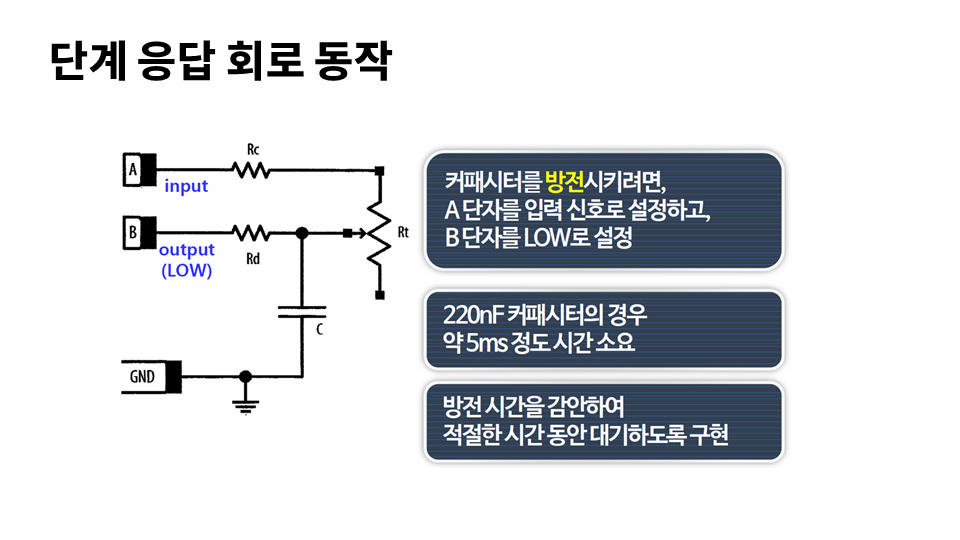 단계 응답 회로 동작
Rc
A
input
B
output
(LOW)
Rd
Rt
C
GND
커패시터를 방전시키려면,
A 단자를 입력 신호로 설정하고,
B 단자를 LOW로 설정
220nF 커패시터의 경우
약 5ms 정도 시간 소요
방전 시간을 감안하여
적절한 시간 동안 대기하도록 구현